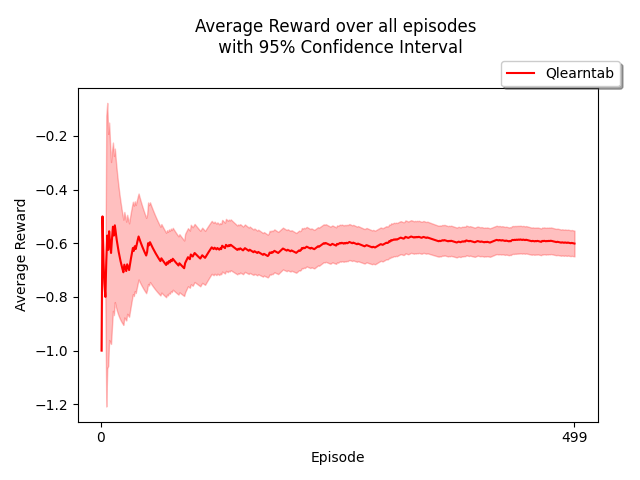 Average Reward over all episodes
with 95% Confidence Interval
Qlearntab
Average Reward
−0.2
−0.4
−0.6
−0.8
−1.0
−1.2
0
499
Episode